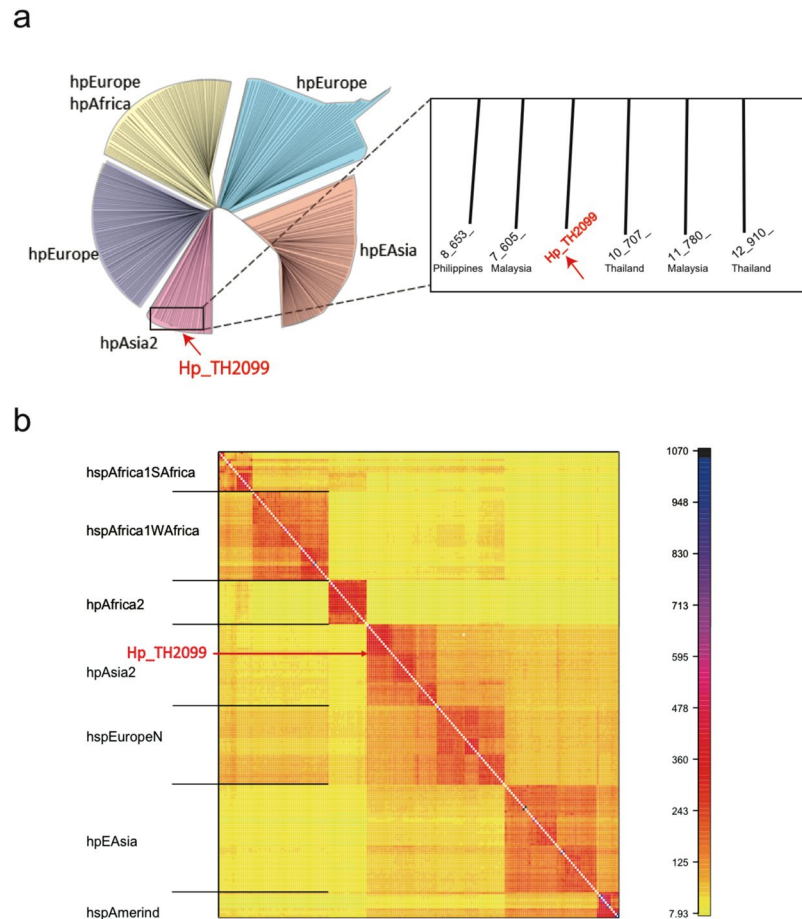 a
hpEurope
hpAfrica
hpEurope
hpEurope
hpEAsia
hpAsia2
Hp_TH2099
8_653_
Philippines
7_605_
Malaysia
Hp_TH2099
10_707_
Thailand
11_780_
Malaysia
12_910_
Thailand
b
hspAfrica1SAfrica
hspAfrica1WAfrica
hpAfrica2
Hp_TH2099
hpAsia2
hspEuropeN
hpEAsia
hspAmerind
1070
948
830
713
595
478
360
243
125
7.93